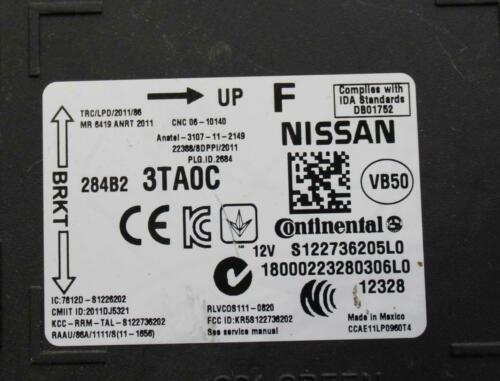 UP
F
Complies with
IDA Standards
DB01752
TRC/LPD/2011/86
MR 6419 ANRT 2011
CNC 06-10140
Anatel-3107-11-2149
22388/SDPPI/2011
PLG.ID.2684
NISSAN
BRKT
284B2 3TA0C
VB50
CE
Continental
12V S122736205L0
18000223280306L0
12328
IC:7812D-S1226202
CMIIT ID:2011DJ5321
KCC-RRM-TAL-S122736202
RAAU/86A/1111/S(11-1656)
RLVCOS111-0820
FCC ID:KR5S122736202
See service manual
Made in Mexico
CCAE11LP0960T4